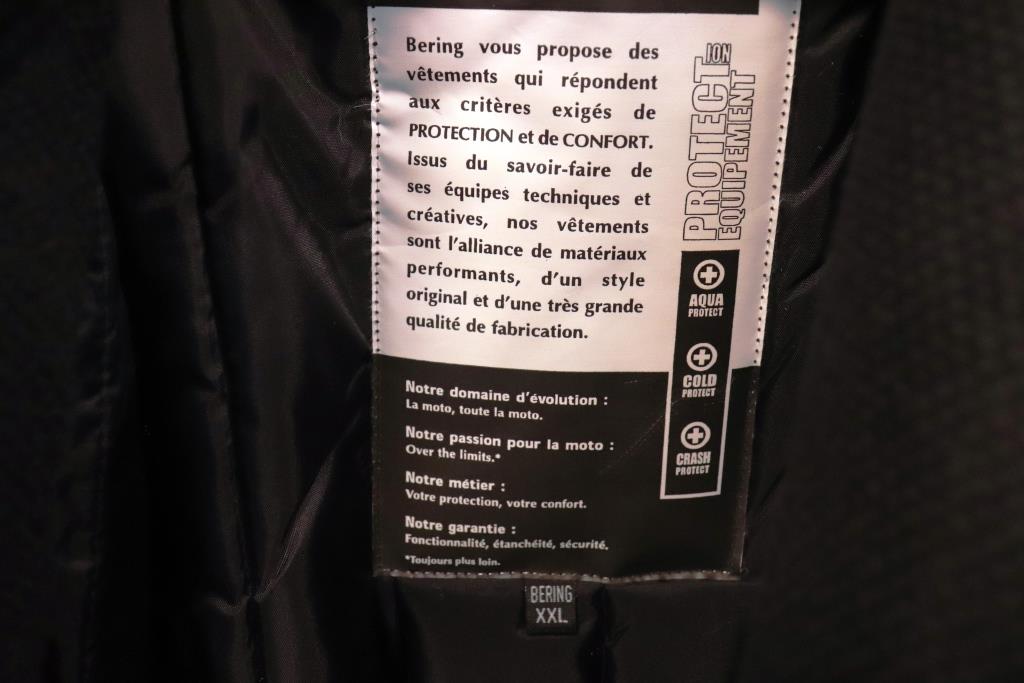 Bering vous propose des
vêtements qui répondent
aux critères exigés de
PROTECTION et de CONFORT.
Issus du savoir-faire de
ses équipes techniques et
créatives, nos vêtements
sont l'alliance de matériaux
performants, d'un style
original et d'une très grande
qualité de fabrication.
PROTECTION
EQUIPEMENT
AQUA
PROTECT
COLD
PROTECT
CRASH
PROTECT
Notre domaine d'évolution :
La moto, toute la moto.
Notre passion pour la moto :
Over the limits.*
Notre métier :
Votre protection, votre confort.
Notre garantie :
Fonctionnalité, étanchéité, sécurité.
*Toujours plus loin.
BERING
XXL